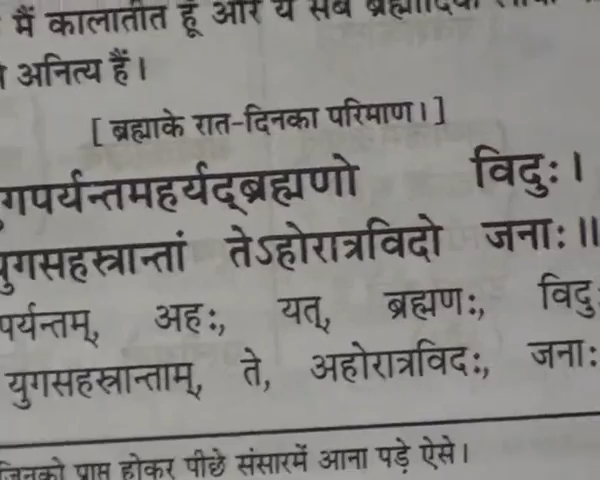 मैं कालातीत हूँ और ये सब ब्रह्मादिके
अनित्य हैं।
[ ब्रह्माके रात-दिनका परिमाण। ]
गपर्यन्तमहर्यद्ब्रह्मणो विदुः।
युगसहस्रान्तां तेऽहोरात्रविदो जनाः॥
पर्यन्तम्, अहः, यत्, ब्रह्मणः, विदुः
युगसहस्रान्ताम्, ते, अहोरात्रविदः, जनाः
जिनको प्राप्त होकर पीछे संसारमें आना पड़े ऐसे।